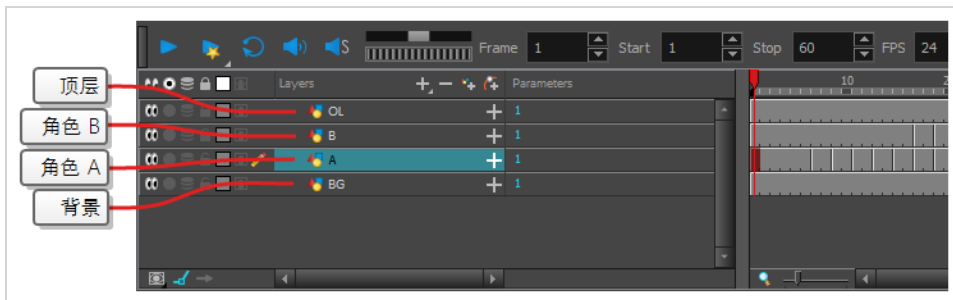 S Frame 1 Start 1 Stop 60 FPS 24
Layers Parameters 10
顶层 OL 1
角色 B B 1
角色 A A 1
背景 BG 1